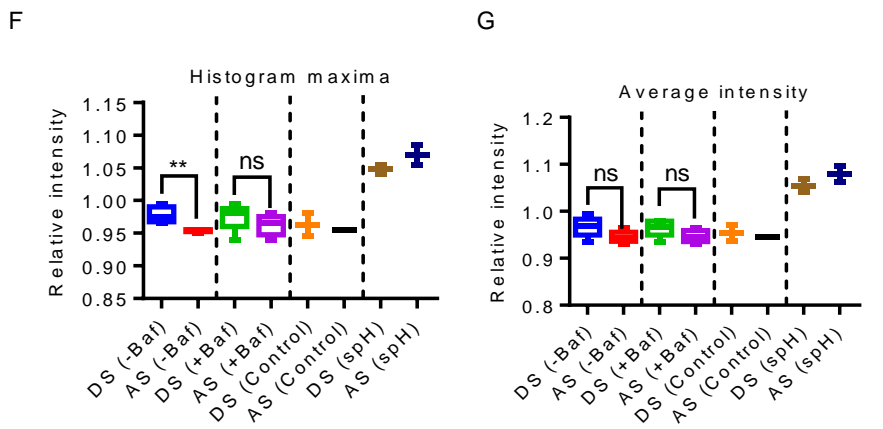 F
Histogram maxima
Relative intensity
1.15
1.10
1.05
1.00
0.95
0.90
0.85
**
ns
DS (-Baf)
AS (-Baf)
DS (+Baf)
AS (+Baf)
DS (Control)
AS (Control)
DS (spH)
AS (spH)
G
Average intensity
Relative intensity
1.2
1.1
1.0
0.9
0.8
ns
ns
DS (-Baf)
AS (-Baf)
DS (+Baf)
AS (+Baf)
DS (Control)
AS (Control)
DS (spH)
AS (spH)